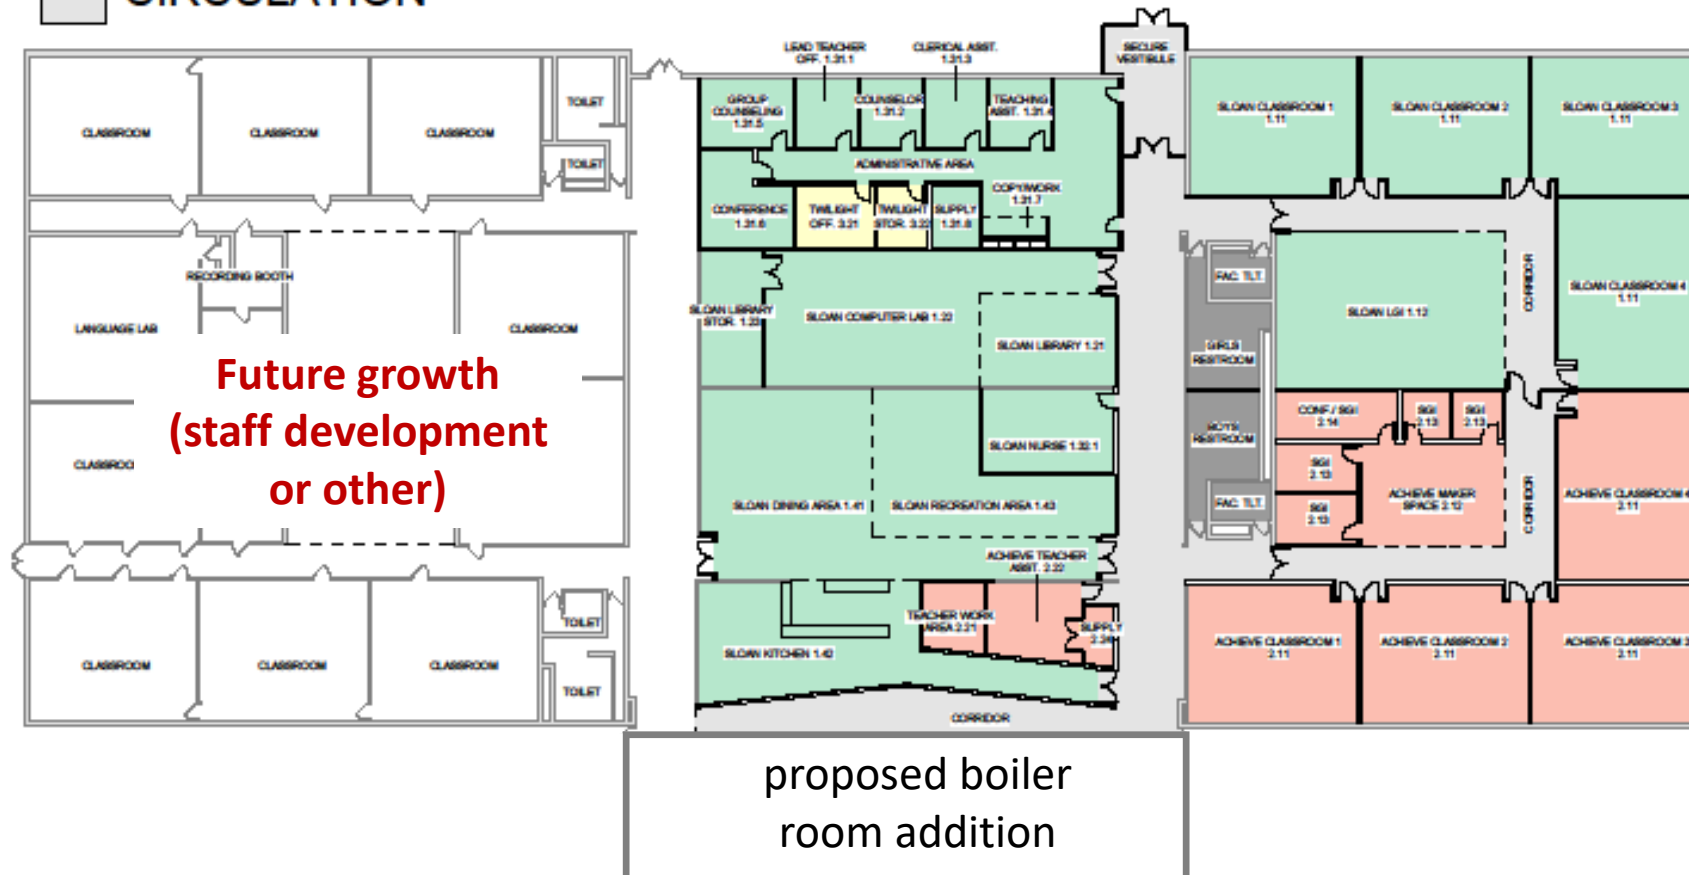 CIRCULATION
LEAD TEACHER
OFF. 1.31.1
CLERICAL ASST.
1.31.3
SECURE
VESTIBULE
CLASSROOM
CLASSROOM
CLASSROOM
TOILET
TOILET
GROUP
COUNSELING
1.31.5
COUNSELOR
1.31.2
TEACHING
ASST. 1.31.4
SLOAN CLASSROOM 1
1.11
SLOAN CLASSROOM 2
1.11
SLOAN CLASSROOM 3
1.11
ADMINISTRATIVE AREA
COPY/WORK
1.31.7
CONFERENCE
1.31.6
TWILIGHT
OFF. 3.21
TWILIGHT
STOR. 3.22
SUPPLY
1.31.8
RECORDING BOOTH
LANGUAGE LAB
CLASSROOM
SLOAN LIBRARY
STOR. 1.23
SLOAN COMPUTER LAB 1.22
SLOAN LIBRARY 1.21
FAC. TLT.
GIRLS
RESTROOM
SLOAN LGI 1.12
CORRIDOR
SLOAN CLASSROOM 4
1.11
Future growth
(staff development
or other)
CLASSROO
SLOAN NURSE 1.32.1
BOYS
RESTROOM
CONF./ SGI
2.14
SGI
2.13
SGI
2.13
SGI
2.13
SGI
2.13
ACHIEVE MAKER
SPACE 2.12
CORRIDOR
ACHIEVE CLASSROOM 4
2.11
FAC. TLT.
SLOAN DINING AREA 1.41
SLOAN RECREATION AREA 1.43
ACHIEVE TEACHER
ASST. 2.22
TEACHER WORK
AREA 2.21
SUPPLY
SLOAN KITCHEN 1.42
CLASSROOM
CLASSROOM
CLASSROOM
TOILET
TOILET
ACHIEVE CLASSROOM 1
2.11
ACHIEVE CLASSROOM 2
2.11
ACHIEVE CLASSROOM 3
2.11
CORRIDOR
proposed boiler
room addition